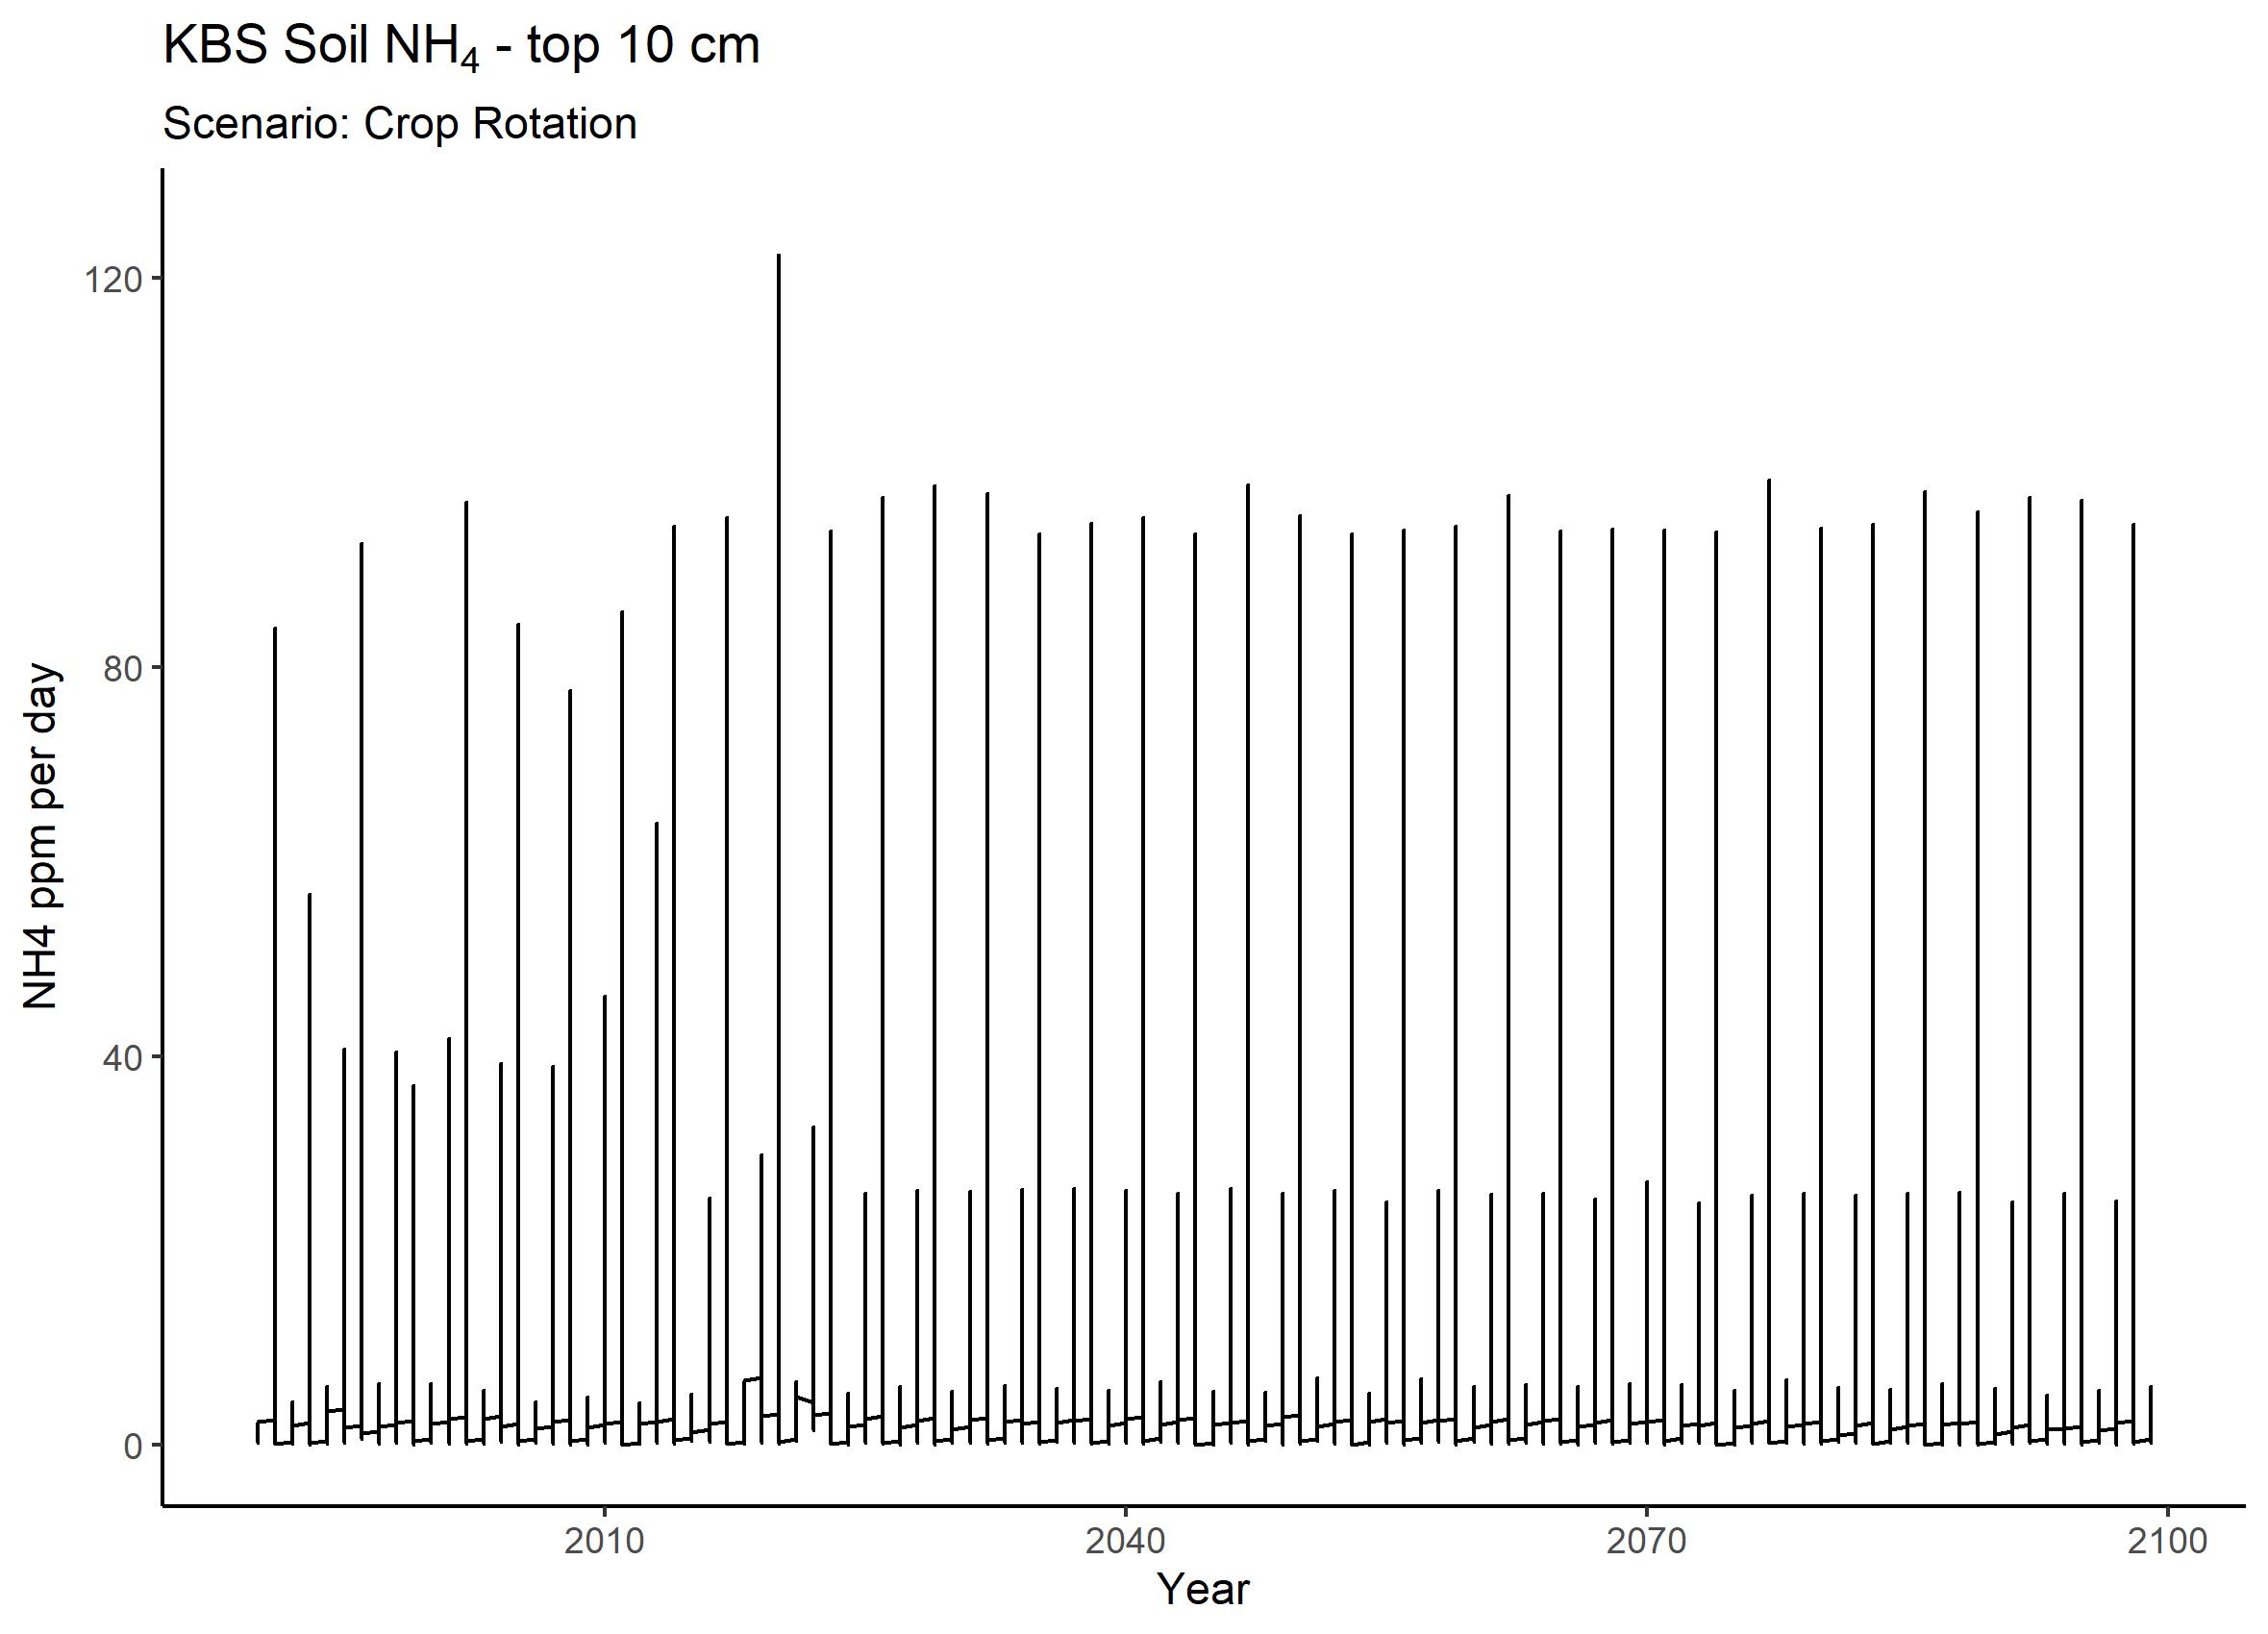 KBS Soil NH₄ - top 10 cm
Scenario: Crop Rotation
NH4 ppm per day
120
80
40
0
2010 2040 2070 2100
Year